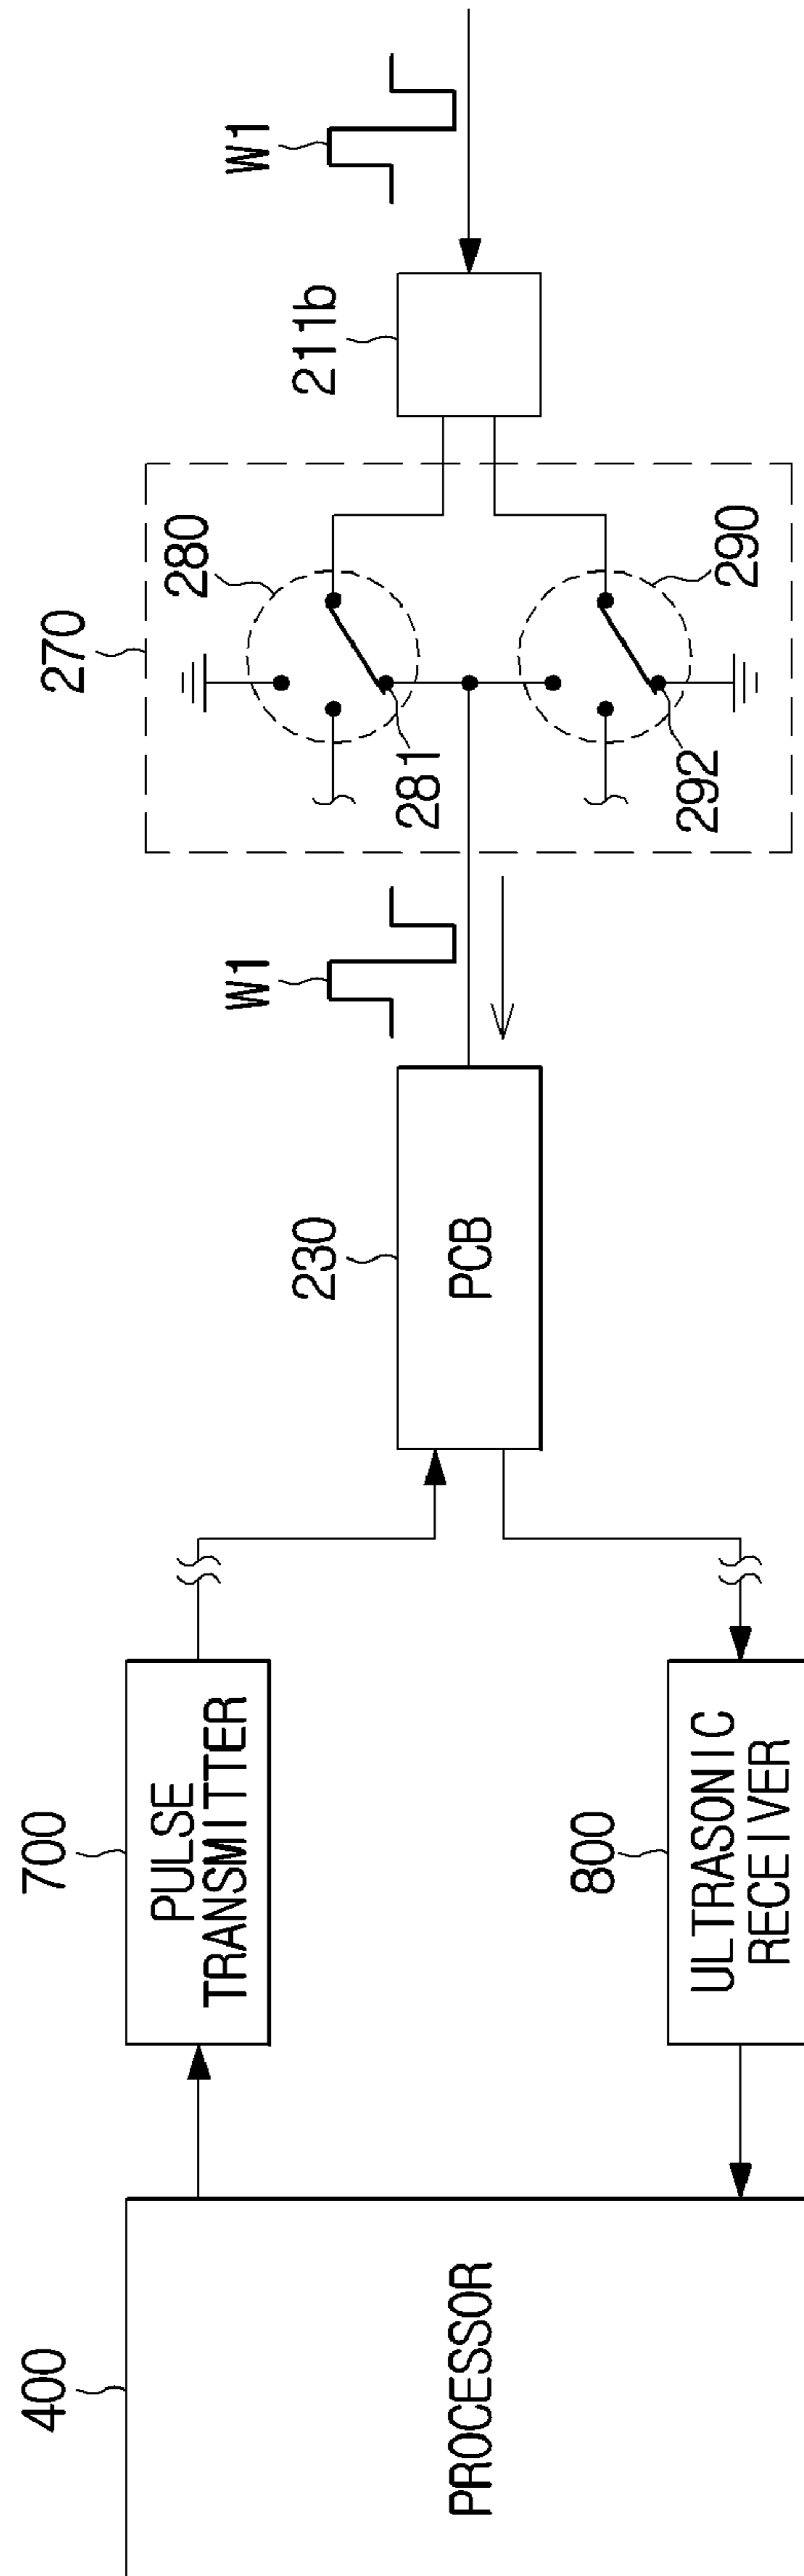 400
PROCESSOR
700
PULSE
TRANSMITTER
800
ULTRASONIC
RECEIVER
230
PCB
W1
270
280
281
290
292
211b
W1